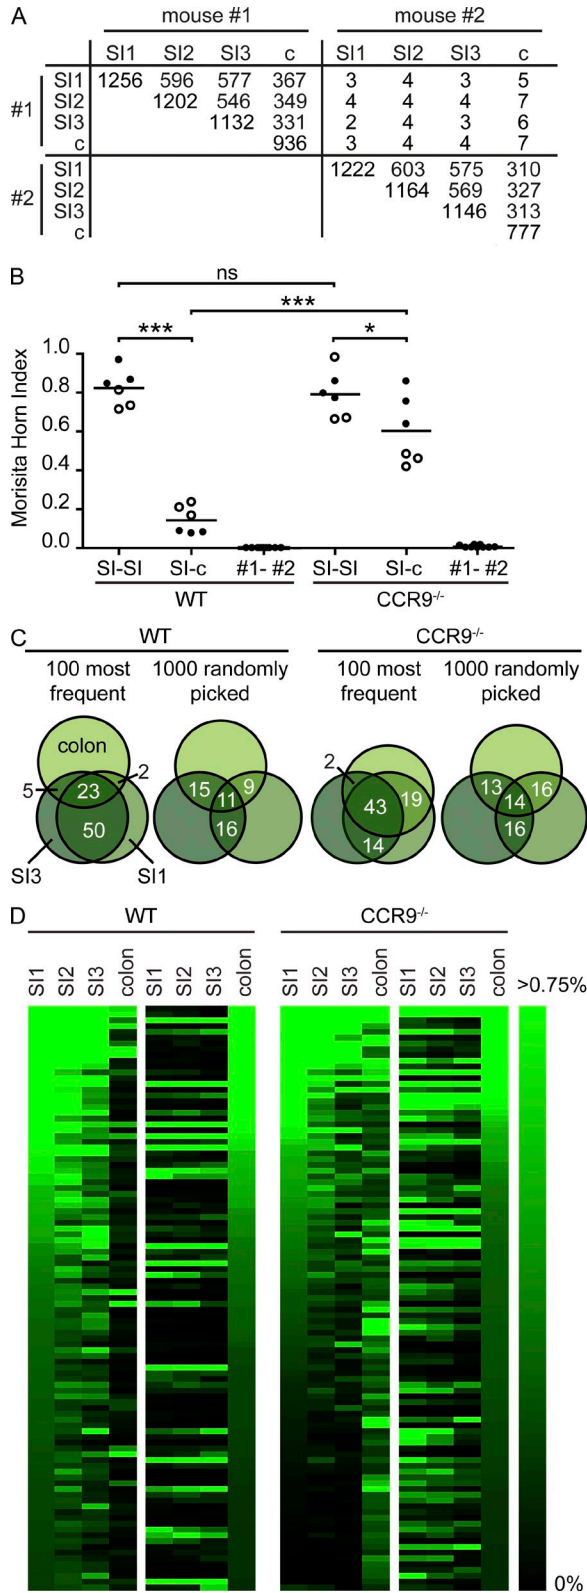 A
mouse #1 mouse #2
SI1 SI2 SI3 c SI1 SI2 SI3 c
#1
SI1 1256 596 577 367 3 4 3 5
SI2 1202 546 349 4 4 4 7
SI3 1132 331 2 4 3 6
c 936 3 4 4 7
#2
SI1 1222 603 575 310
SI2 1164 569 327
SI3 1146 313
c 777
B
ns
***
*** *
Morisita Horn Index
1.0
0.8
0.6
0.4
0.2
0.0
SI-SI SI-c #1- #2 SI-SI SI-c #1- #2
WT CCR9-/-
C
WT CCR9-/-
100 most frequent 1000 randomly picked 100 most frequent 1000 randomly picked
colon
5 23 2
50
SI3 SI1
15 9
11
16
2
43 19
14
13 16
14
16
D
WT CCR9-/-
SI1 SI2 SI3 colon SI1 SI2 SI3 colon SI1 SI2 SI3 colon SI1 SI2 SI3 colon
>0.75%
0%